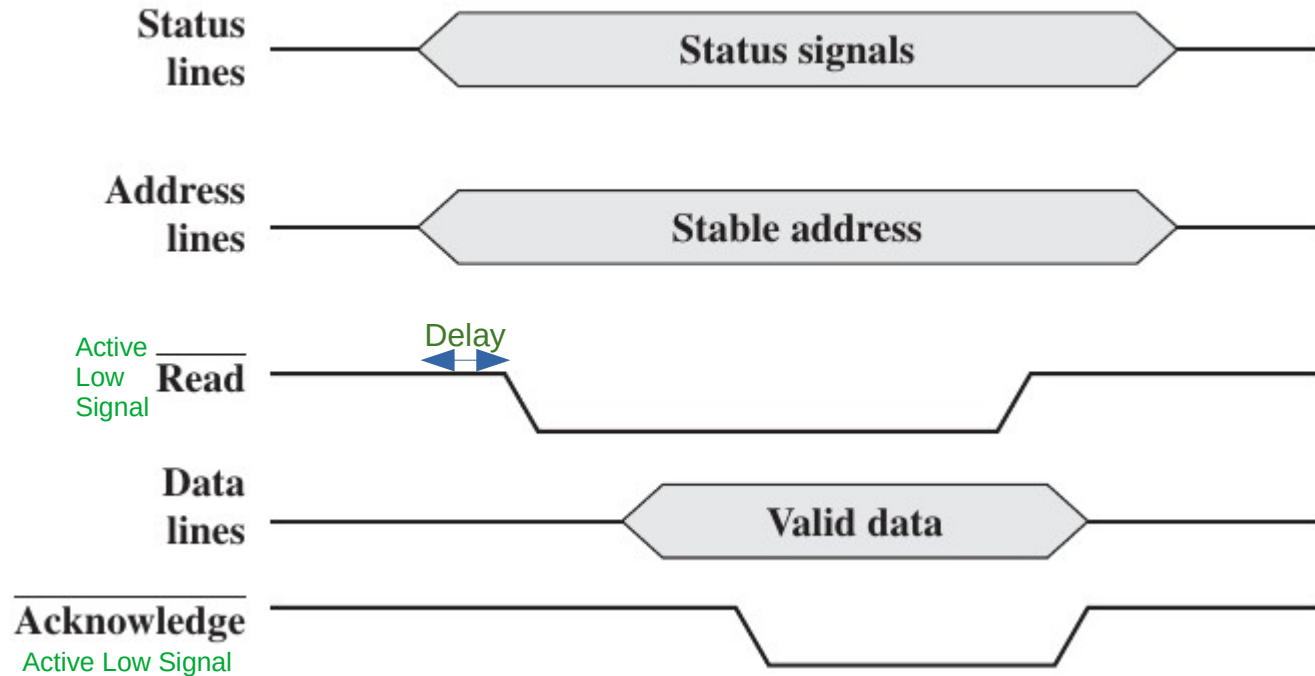 Status
lines
Status signals
Address
lines
Stable address
Delay
Active
Low
Signal
Read
Data
lines
Valid data
Acknowledge
Active Low Signal